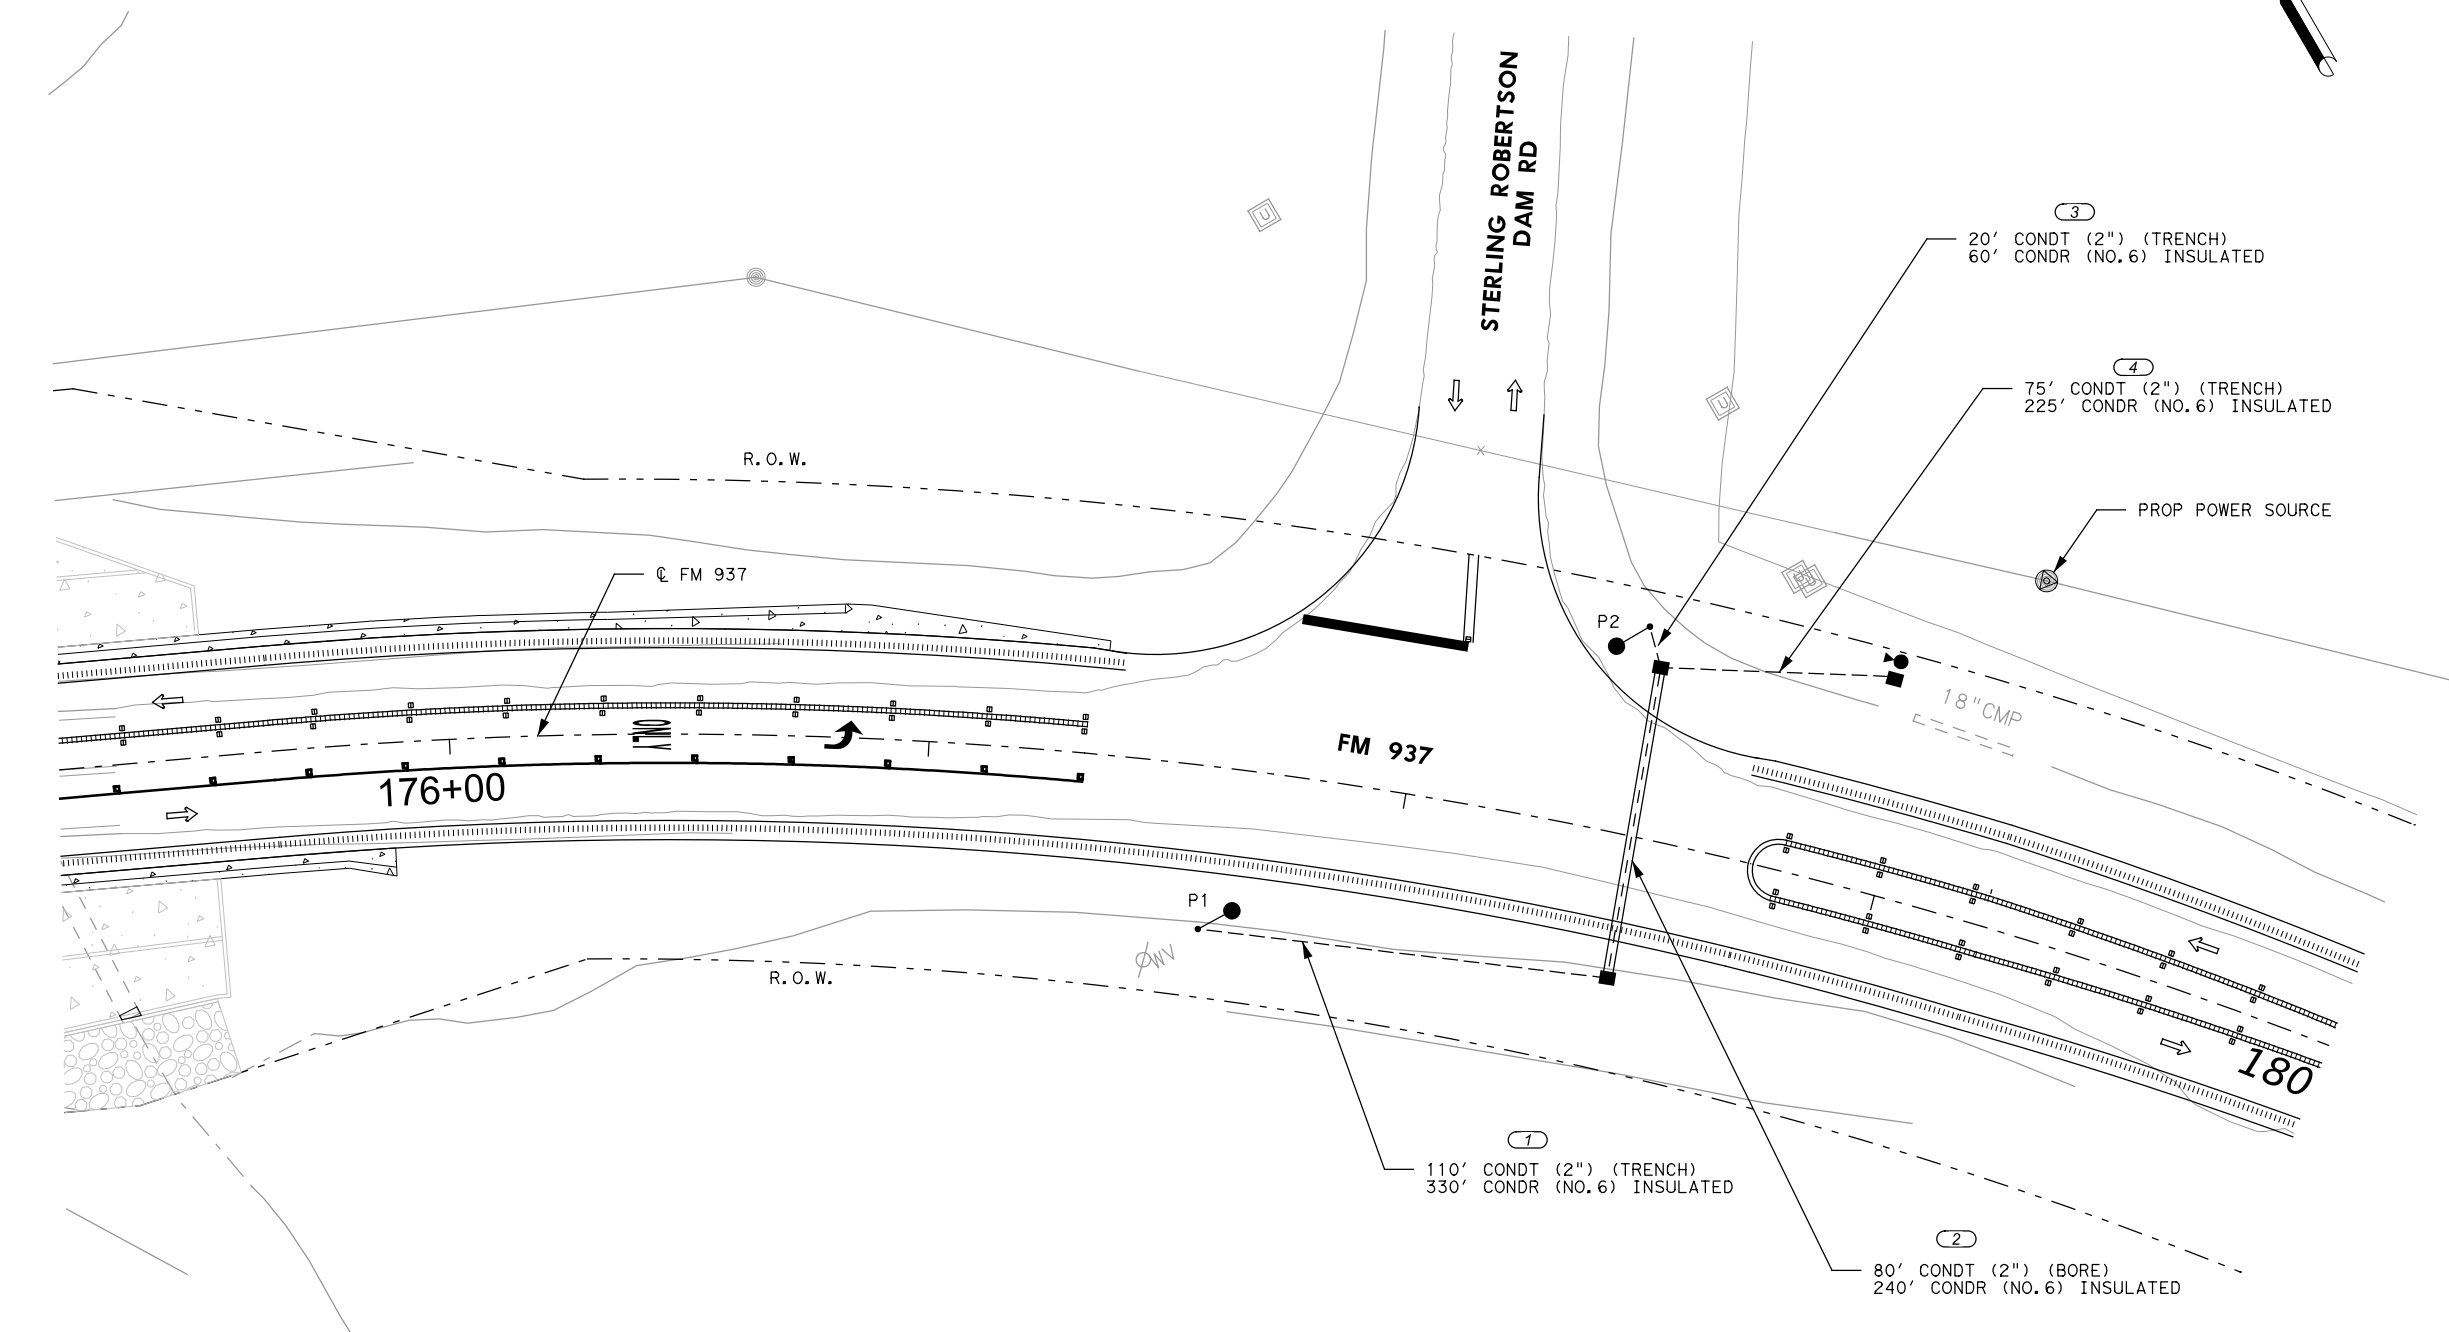 STERLING ROBERTSON
DAM RD
U
3
20' CONDT (2") (TRENCH)
60' CONDR (NO.6) INSULATED
4
75' CONDT (2") (TRENCH)
225' CONDR (NO.6) INSULATED
U
R.O.W.
PROP POWER SOURCE
℄ FM 937
P2
18"CMP
FM 937
176+00
P1
WV
R.O.W.
180
1
110' CONDT (2") (TRENCH)
330' CONDR (NO.6) INSULATED
2
80' CONDT (2") (BORE)
240' CONDR (NO.6) INSULATED